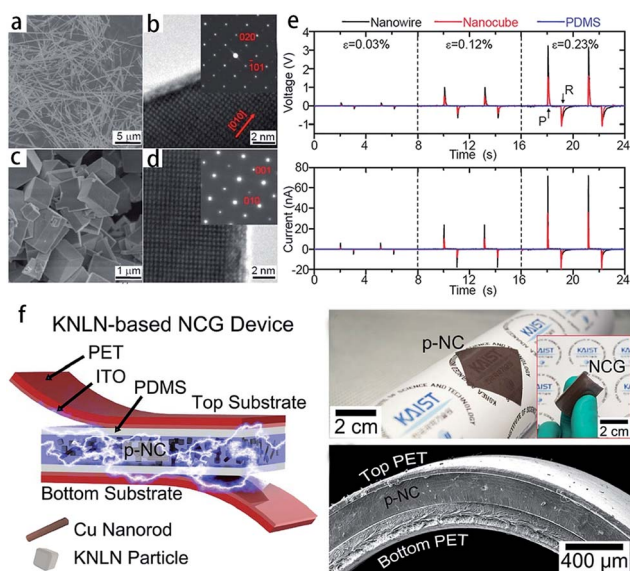 a
b
020
1̄01
[010]
5 μm
2 nm
c
d
001
010
1 μm
2 nm
e
Nanowire Nanocube PDMS
ε=0.03% ε=0.12% ε=0.23%
Voltage (V)
4
3
2
1
0
-1
R
P
0 4 8 12 16 20 24
Time (s)
Current (nA)
80
60
40
20
0
-20
0 4 8 12 16 20 24
Time (s)
f
KNLN-based NCG Device
PET
ITO
PDMS
Top Substrate
p-NC
Bottom Substrate
Cu Nanorod
KNLN Particle
p-NC
KAIST
NCG
2 cm
2 cm
Top PET
p-NC
Bottom PET
400 μm